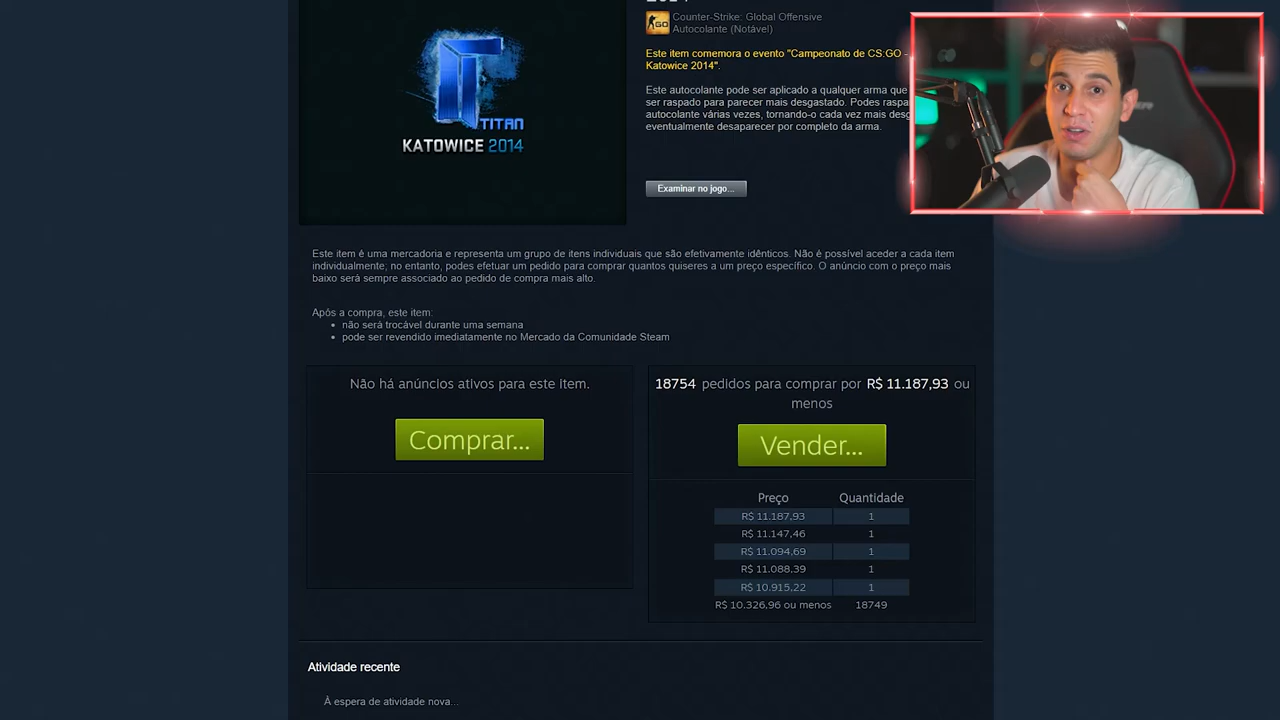 Counter-Strike: Global Offensive
Autocolante (Notável)
Este item comemora o evento "Campeonato de CS:GO -
Katowice 2014".
Este autocolante pode ser aplicado a qualquer arma que
ser raspado para parecer mais desgastado. Podes
autocolante várias vezes, tornando-o cada vez mais
eventualmente desaparecer por completo da arma.
TITAN
KATOWICE 2014
Examinar no jogo...
Este item é uma mercadoria e representa um grupo de itens individuais que são efetivamente idênticos. Não é possível aceder a cada item
individualmente; no entanto, podes efetuar um pedido para comprar quantos quiseres a um preço específico. O anúncio com o preço mais
baixo será sempre associado ao pedido de compra mais alto.
Após a compra, este item:
não será trocável durante uma semana
pode ser revendido imediatamente no Mercado da Comunidade Steam
Não há anúncios ativos para este item.
Comprar...
18754 pedidos para comprar por R$ 11.187,93 ou
menos
Vender...
Preço Quantidade
R$ 11.187,93 1
R$ 11.147,46 1
R$ 11.094,69 1
R$ 11.088,39 1
R$ 10.915,22 1
R$ 10.326,96 ou menos 18749
Atividade recente
À espera de atividade nova...